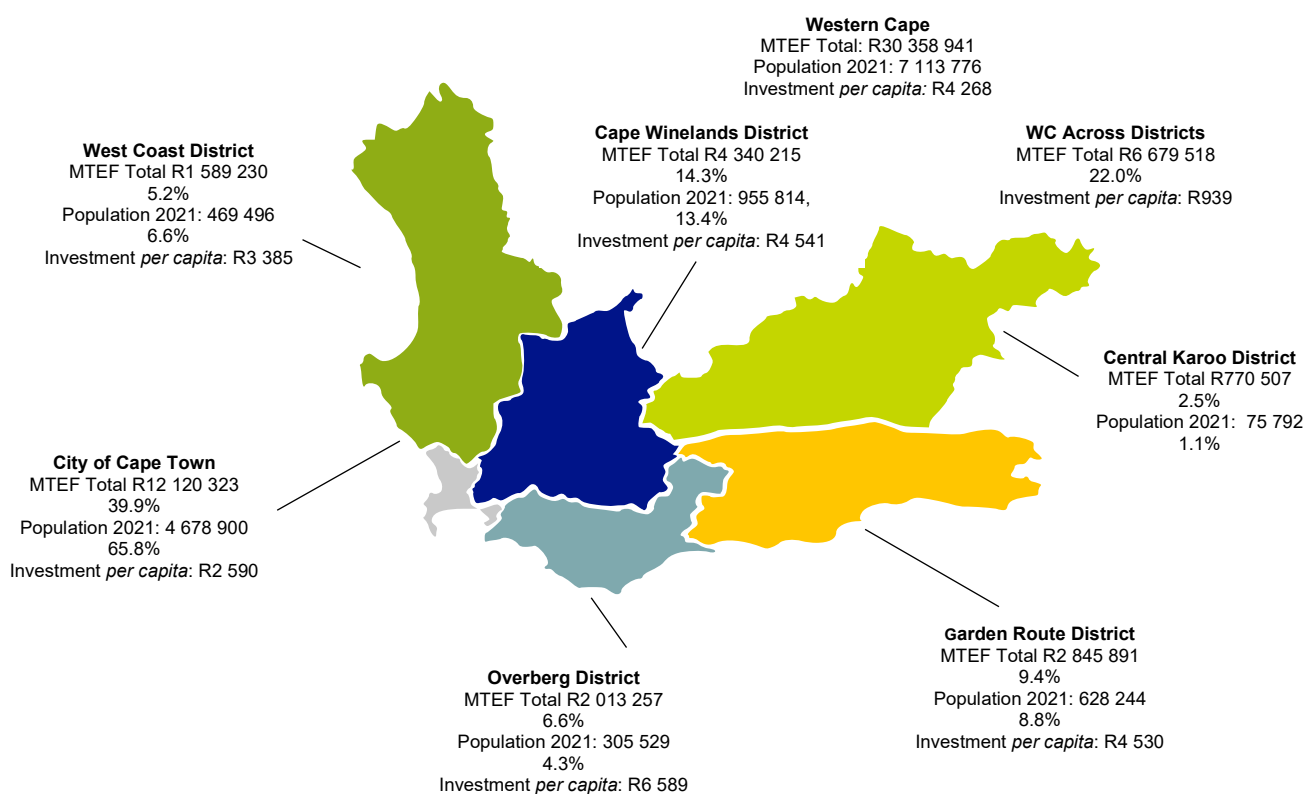 Western Cape
MTEF Total: R30 358 941
Population 2021: 7 113 776
Investment per capita: R4 268
West Coast District
MTEF Total R1 589 230
5.2%
Population 2021: 469 496
6.6%
Investment per capita: R3 385
Cape Winelands District
MTEF Total R4 340 215
14.3%
Population 2021: 955 814,
13.4%
Investment per capita: R4 541
WC Across Districts
MTEF Total R6 679 518
22.0%
Investment per capita: R939
Central Karoo District
MTEF Total R770 507
2.5%
Population 2021: 75 792
1.1%
City of Cape Town
MTEF Total R12 120 323
39.9%
Population 2021: 4 678 900
65.8%
Investment per capita: R2 590
Garden Route District
MTEF Total R2 845 891
9.4%
Population 2021: 628 244
8.8%
Investment per capita: R4 530
Overberg District
MTEF Total R2 013 257
6.6%
Population 2021: 305 529
4.3%
Investment per capita: R6 589